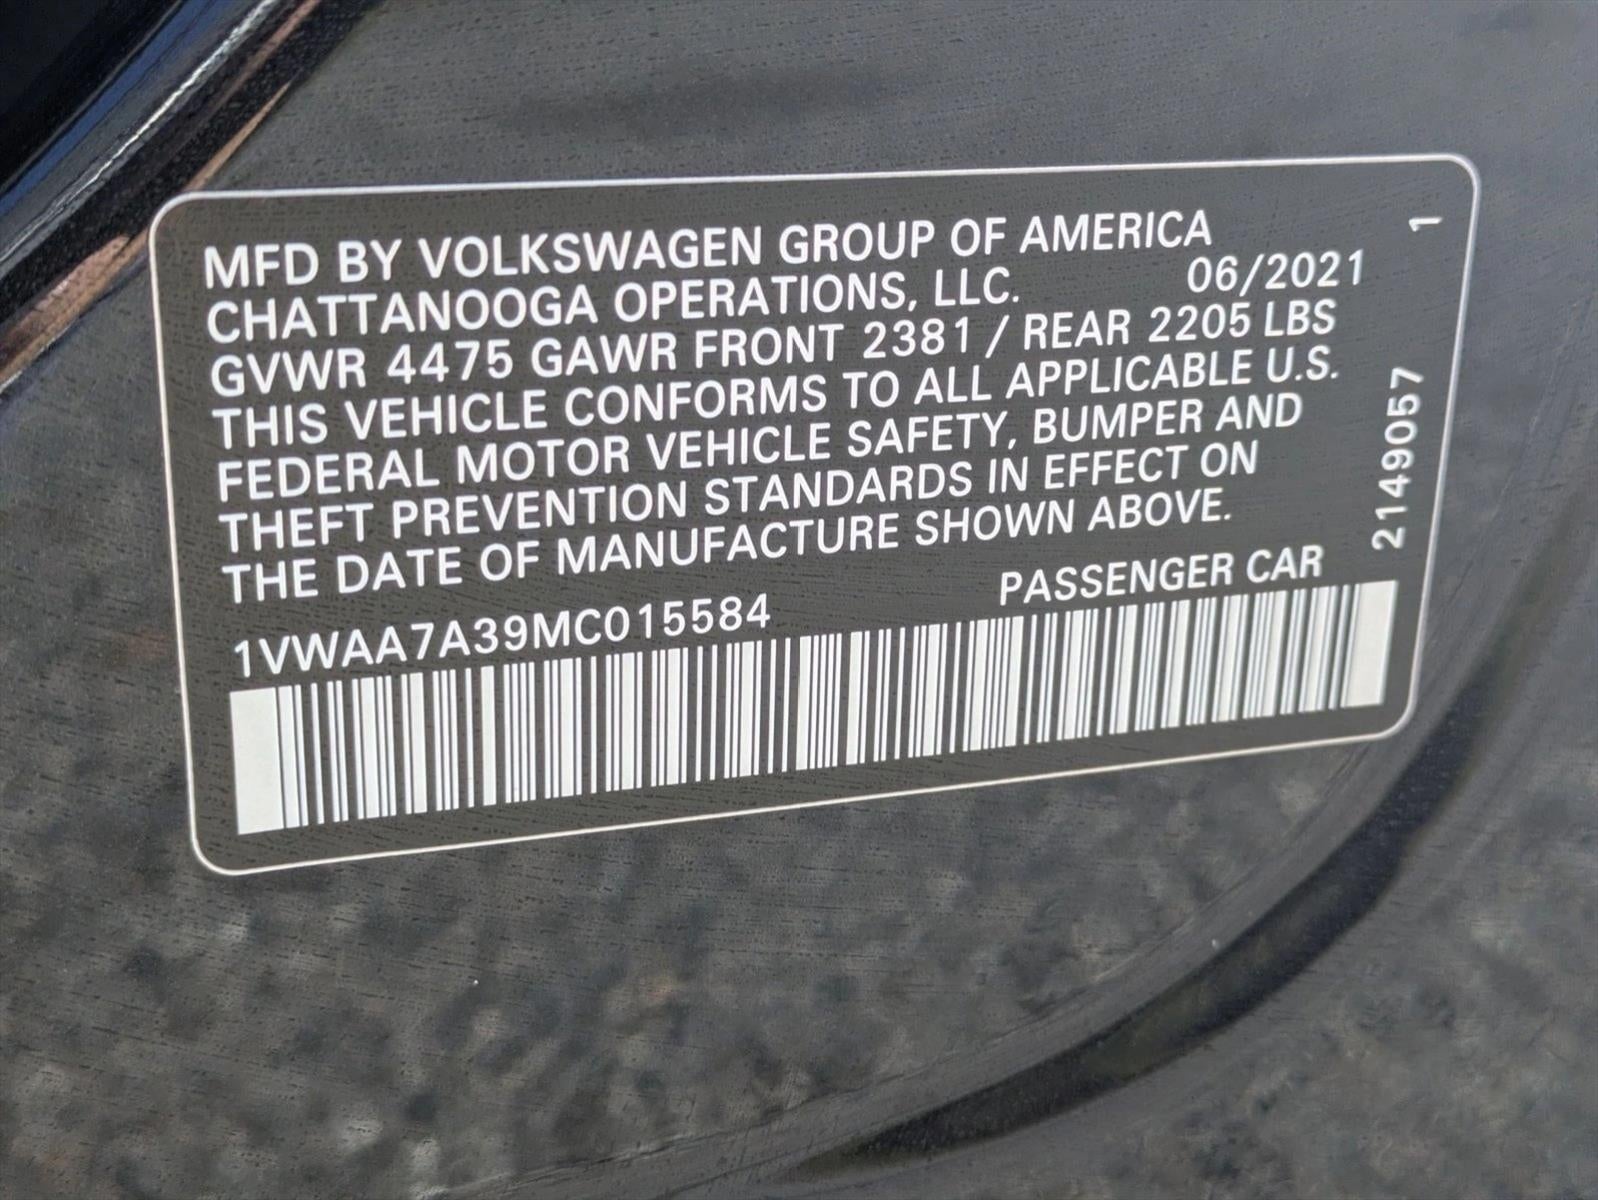 MFD BY VOLKSWAGEN GROUP OF AMERICA
CHATTANOOGA OPERATIONS, LLC. 06/2021
GVWR 4475 GAWR FRONT 2381 / REAR 2205 LBS
THIS VEHICLE CONFORMS TO ALL APPLICABLE U.S.
FEDERAL MOTOR VEHICLE SAFETY, BUMPER AND
THEFT PREVENTION STANDARDS IN EFFECT ON
THE DATE OF MANUFACTURE SHOWN ABOVE.
1VWAA7A39MC015584 PASSENGER CAR
2149057 1